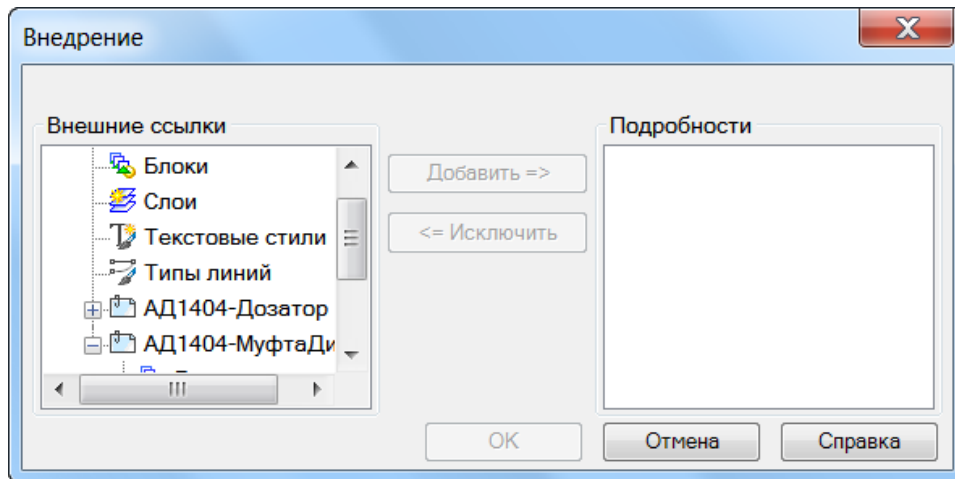 Внедрение
Внешние ссылки
Блоки
Слои
Текстовые стили
Типы линий
АД1404-Дозатор
АД1404-МуфтаДи
Добавить =>
<= Исключить
Подробности
OK
Отмена
Справка